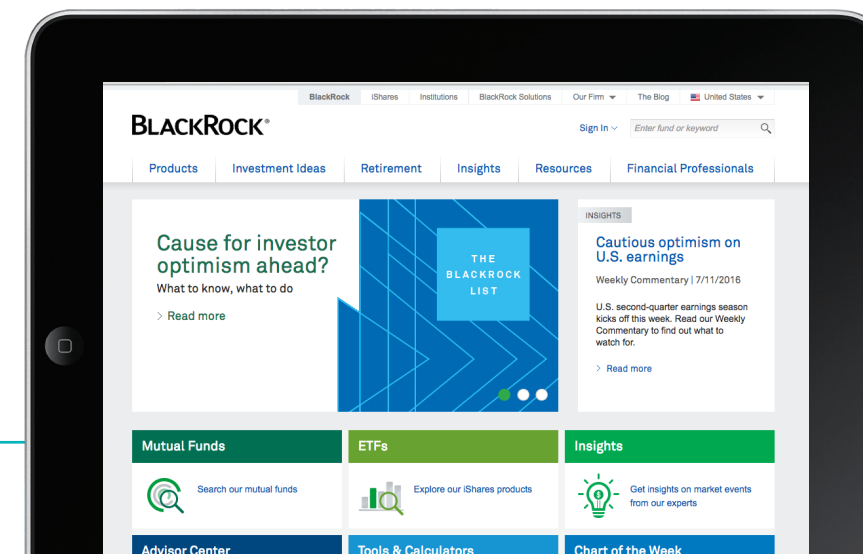 BlackRock iShares Institutions BlackRock Solutions Our Firm The Blog United States
BLACKROCK®
Sign In Enter fund or keyword
Products Investment Ideas Retirement Insights Resources Financial Professionals
Cause for investor
optimism ahead?
What to know, what to do
> Read more
THE
BLACKROCK
LIST
INSIGHTS
Cautious optimism on
U.S. earnings
Weekly Commentary | 7/11/2016
U.S. second-quarter earnings season
kicks off this week. Read our Weekly
Commentary to find out what to
watch for.
> Read more
Mutual Funds
Search our mutual funds
ETFs
Explore our iShares products
Insights
Get insights on market events
from our experts
Advisor Center
Tools & Calculators
Chart of the Week